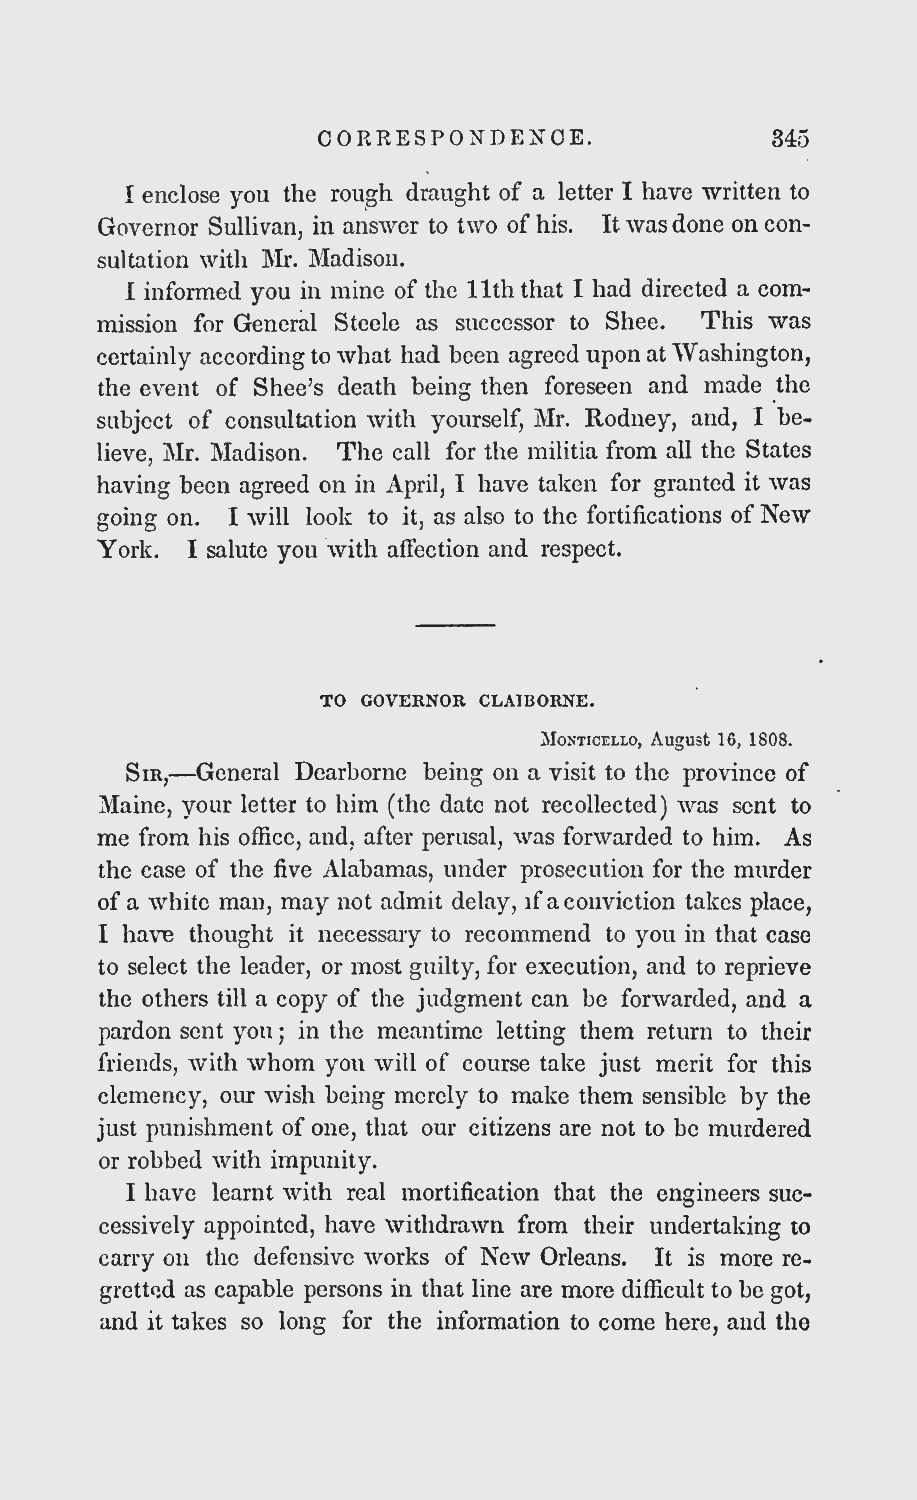 CORRESPONDENCE. 345
I enclose you the rough draught of a letter I have written to
Governor Sullivan, in answer to two of his. It was done on con-
sultation with Mr. Madison.
I informed you in mine of the 11th that I had directed a com-
mission for General Steele as successor to Shee. This was
certainly according to what had been agreed upon at Washington,
the event of Shee's death being then foreseen and made the
subject of consultation with yourself, Mr. Rodney, and, I be-
lieve, Mr. Madison. The call for the militia from all the States
having been agreed on in April, I have taken for granted it was
going on. I will look to it, as also to the fortifications of New
York. I salute you with affection and respect.
TO GOVERNOR CLAIBORNE.
Monticello, August 16, 1808.
Sir,—General Dearborne being on a visit to the province of
Maine, your letter to him (the date not recollected) was sent to
me from his office, and, after perusal, was forwarded to him. As
the case of the five Alabamas, under prosecution for the murder
of a white man, may not admit delay, if a conviction takes place,
I have thought it necessary to recommend to you in that case
to select the leader, or most guilty, for execution, and to reprieve
the others till a copy of the judgment can be forwarded, and a
pardon sent you; in the meantime letting them return to their
friends, with whom you will of course take just merit for this
clemency, our wish being merely to make them sensible by the
just punishment of one, that our citizens are not to be murdered
or robbed with impunity.
I have learnt with real mortification that the engineers suc-
cessively appointed, have withdrawn from their undertaking to
carry on the defensive works of New Orleans. It is more re-
gretted as capable persons in that line are more difficult to be got,
and it takes so long for the information to come here, and the